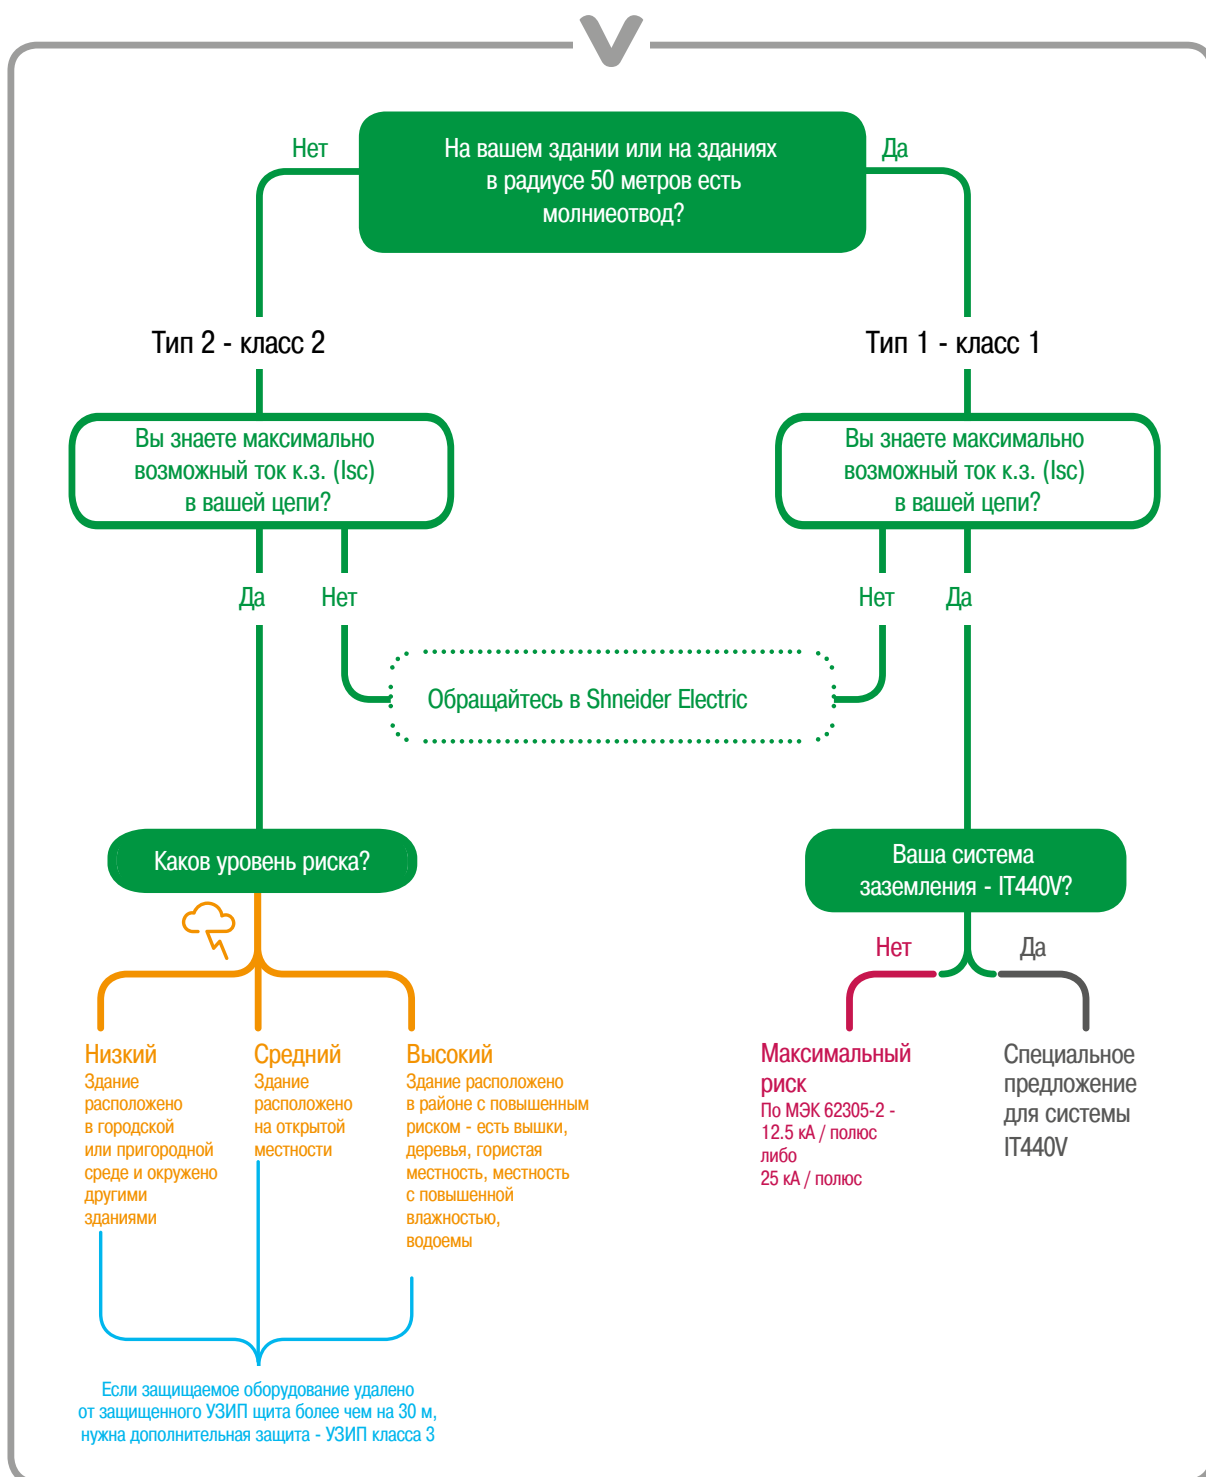 На вашем здании или на зданиях
в радиусе 50 метров есть
молниеотвод?
Нет
Да
Тип 2 - класс 2
Тип 1 - класс 1
Вы знаете максимально
возможный ток к.з. (Isc)
в вашей цепи?
Вы знаете максимально
возможный ток к.з. (Isc)
в вашей цепи?
Да
Нет
Нет
Да
Обращайтесь в Shneider Electric
Каков уровень риска?
Ваша система
заземления - IT440V?
Нет
Да
Низкий
Здание
расположено
в городской
или пригородной
среде и окружено
другими
зданиями
Средний
Здание
расположено
на открытой
местности
Высокий
Здание расположено
в районе с повышенным
риском - есть вышки,
деревья, гористая
местность, местность
с повышенной
влажностью,
водоемы
Максимальный
риск
По МЭК 62305-2 -
12.5 кА / полюс
либо
25 кА / полюс
Специальное
предложение
для системы
IT440V
Если защищаемое оборудование удалено
от защищенного УЗИП щита более чем на 30 м,
нужна дополнительная защита - УЗИП класса 3